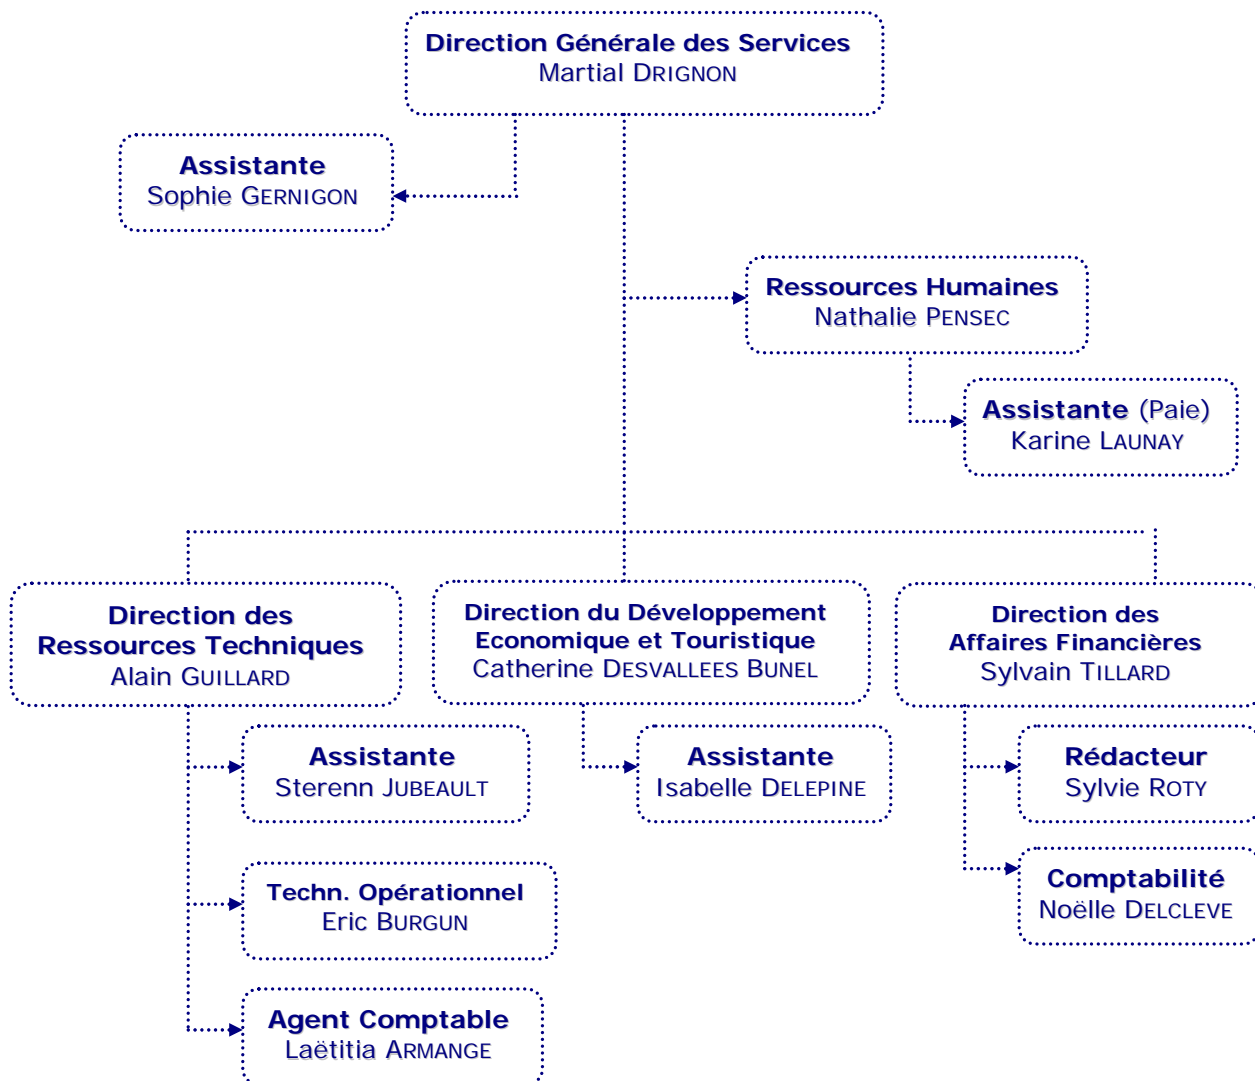 Direction Générale des Services
Martial DRIGNON
Assistante
Sophie GERNIGON
Ressources Humaines
Nathalie PENSEC
Assistante (Paie)
Karine LAUNAY
Direction des
Ressources Techniques
Alain GUILLARD
Direction du Développement
Economique et Touristique
Catherine DESVALLEES BUNEL
Direction des
Affaires Financières
Sylvain TILLARD
Assistante
Sterenn JUBEAULT
Assistante
Isabelle DELEPINE
Rédacteur
Sylvie ROTY
Techn. Opérationnel
Eric BURGUN
Comptabilité
Noëlle DELCLEVE
Agent Comptable
Laëtitia ARMANGE